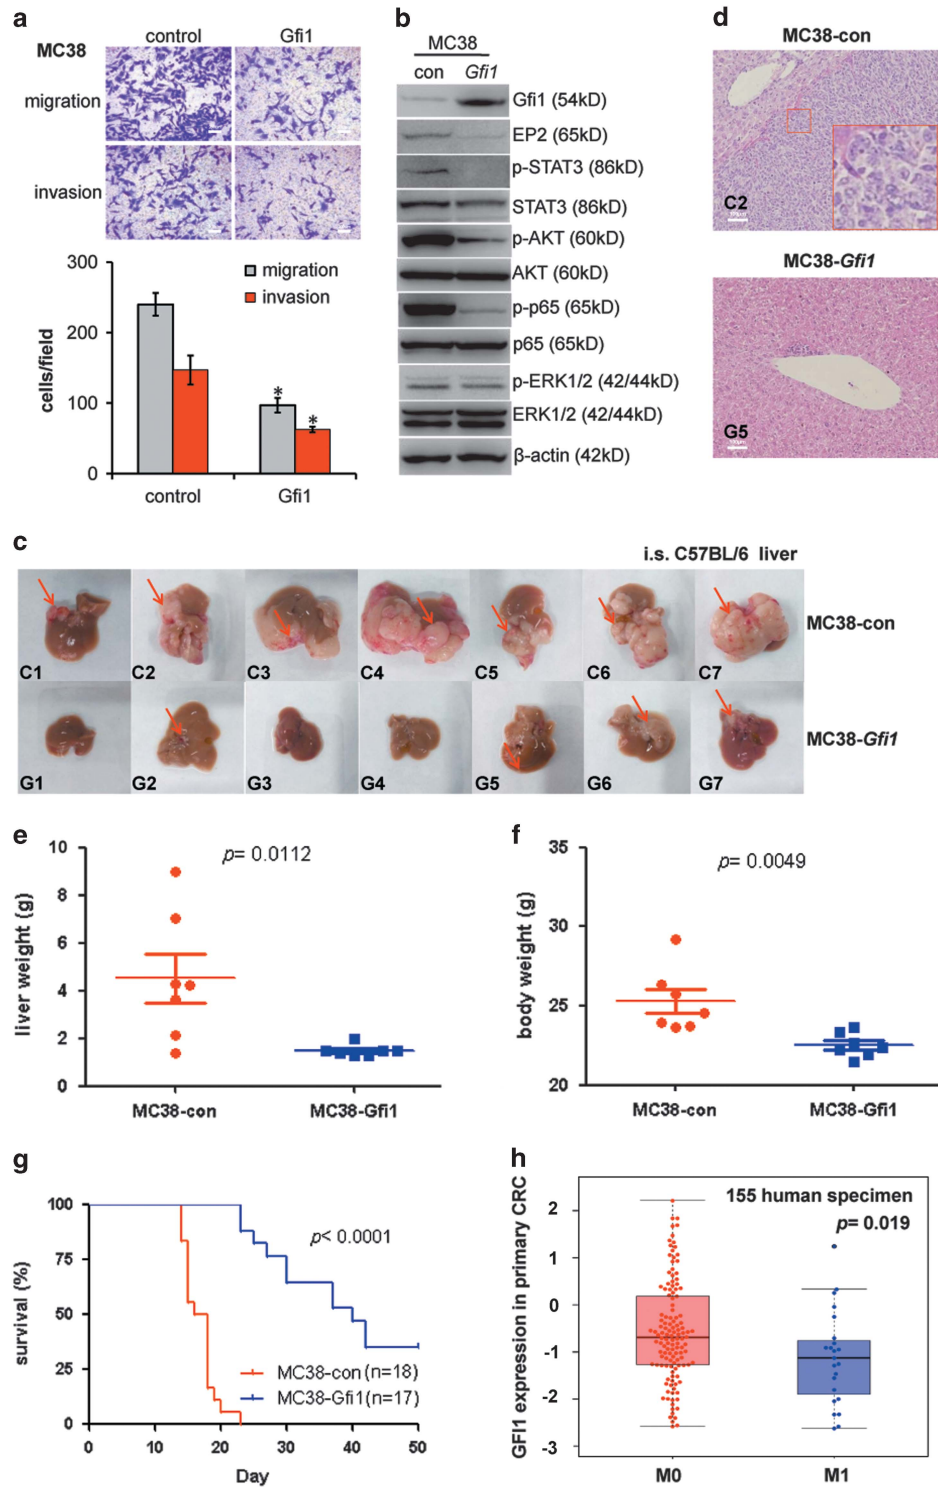 a
control Gfi1
MC38
migration
invasion
300
200
100
0
cells/field
migration
invasion
*
*
control Gfi1
b
MC38
con Gfi1
Gfi1 (54kD)
EP2 (65kD)
p-STAT3 (86kD)
STAT3 (86kD)
p-AKT (60kD)
AKT (60kD)
p-p65 (65kD)
p65 (65kD)
p-ERK1/2 (42/44kD)
ERK1/2 (42/44kD)
β-actin (42kD)
d
MC38-con
C2
MC38-Gfi1
G5
c
i.s. C57BL/6 liver
C1 C2 C3 C4 C5 C6 C7
MC38-con
G1 G2 G3 G4 G5 G6 G7
MC38-Gfi1
e
p= 0.0112
10
8
6
4
2
0
liver weight (g)
MC38-con MC38-Gfi1
f
p= 0.0049
35
30
25
20
body weight (g)
MC38-con MC38-Gfi1
g
p< 0.0001
100
75
50
25
0
survival (%)
MC38-con (n=18)
MC38-Gfi1(n=17)
0 10 20 30 40 50
Day
h
155 human specimen
p= 0.019
2
1
0
-1
-2
-3
GFI1 expression in primary CRC
M0 M1